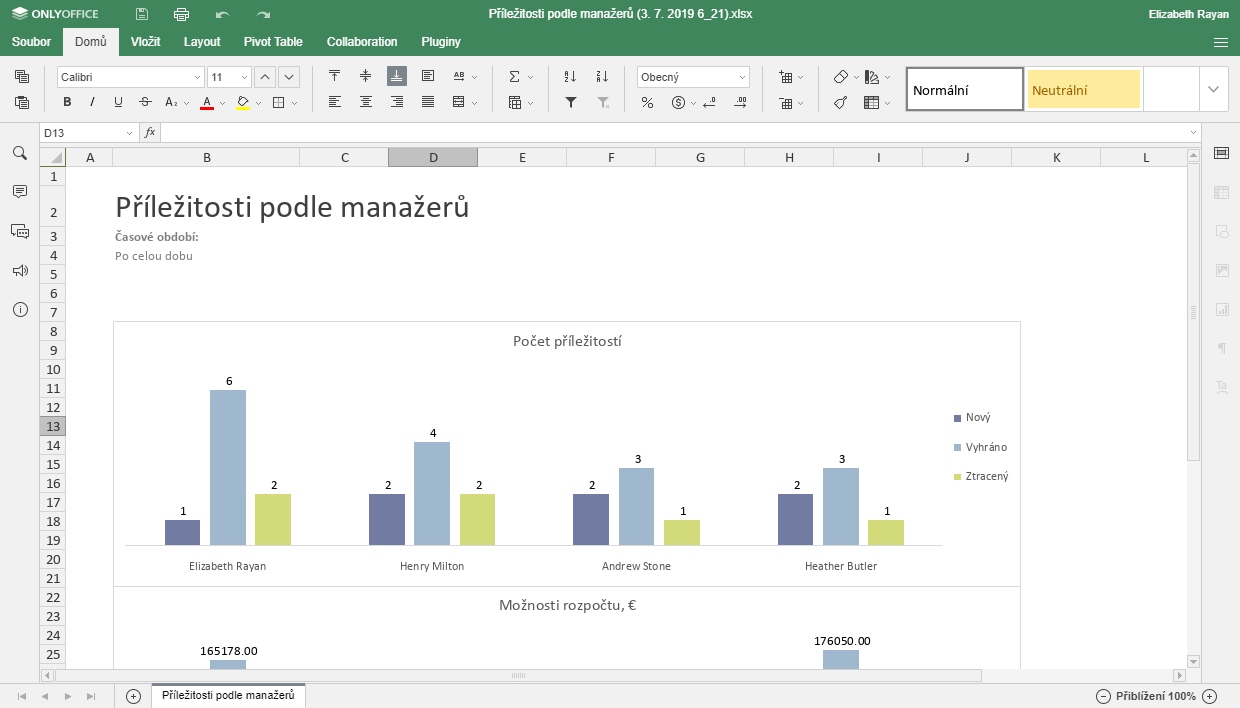 ONLYOFFICE
Příležitosti podle manažerů (3. 7. 2019 6_21).xlsx
Elizabeth Rayan
Soubor Domů Vložit Layout Pivot Table Collaboration Pluginy
Calibri 11 Obecný
Normální Neutrální
D13 fx
A B C D E F G H I J K L
1
2 Příležitosti podle manažerů
3 Časové období:
4 Po celou dobu
5
6
7
8
9 Počet příležitostí
10
11
12
13
14
15
16
17
18
19
20
21
22
23
24
25
6
4
3 3
1 2 2 2 2 1 2 1
Nový
Vyhráno
Ztracený
Elizabeth Rayan Henry Milton Andrew Stone Heather Butler
Možnosti rozpočtu, €
165178.00 176050.00
Příležitosti podle manažerů
Přiblížení 100%